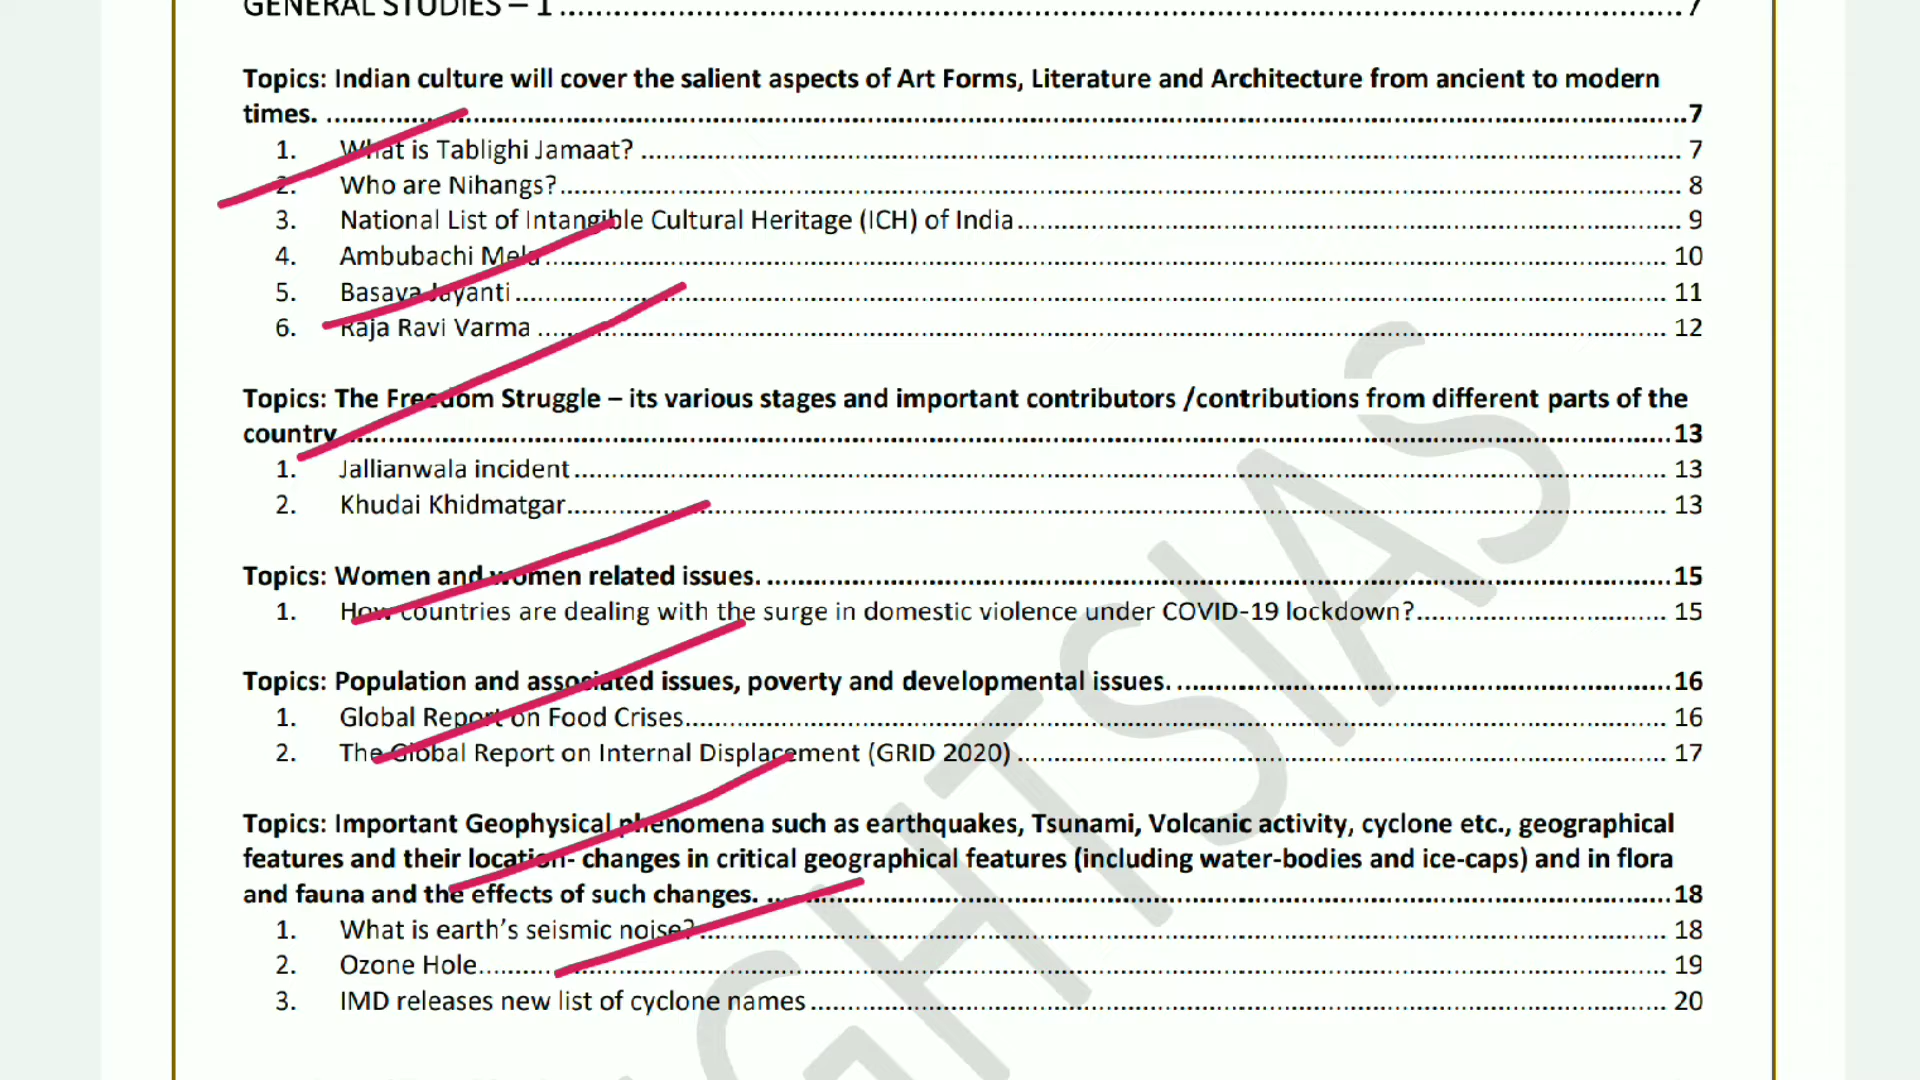 GENERAL STUDIES – 1 ........ 7
Topics: Indian culture will cover the salient aspects of Art Forms, Literature and Architecture from ancient to modern
times. ........ 7
1. What is Tablighi Jamaat? ........ 7
2. Who are Nihangs? ........ 8
3. National List of Intangible Cultural Heritage (ICH) of India ........ 9
4. Ambubachi Mela ........ 10
5. Basava Jayanti ........ 11
6. Raja Ravi Varma ........ 12
Topics: The Freedom Struggle – its various stages and important contributors /contributions from different parts of the
country ........ 13
1. Jallianwala incident ........ 13
2. Khudai Khidmatgar ........ 13
Topics: Women and women related issues. ........ 15
1. How countries are dealing with the surge in domestic violence under COVID-19 lockdown? ........ 15
Topics: Population and associated issues, poverty and developmental issues. ........ 16
1. Global Report on Food Crises ........ 16
2. The Global Report on Internal Displacement (GRID 2020) ........ 17
Topics: Important Geophysical phenomena such as earthquakes, Tsunami, Volcanic activity, cyclone etc., geographical
features and their location- changes in critical geographical features (including water-bodies and ice-caps) and in flora
and fauna and the effects of such changes. ........ 18
1. What is earth’s seismic noise? ........ 18
2. Ozone Hole ........ 19
3. IMD releases new list of cyclone names ........ 20
GHTSIAS